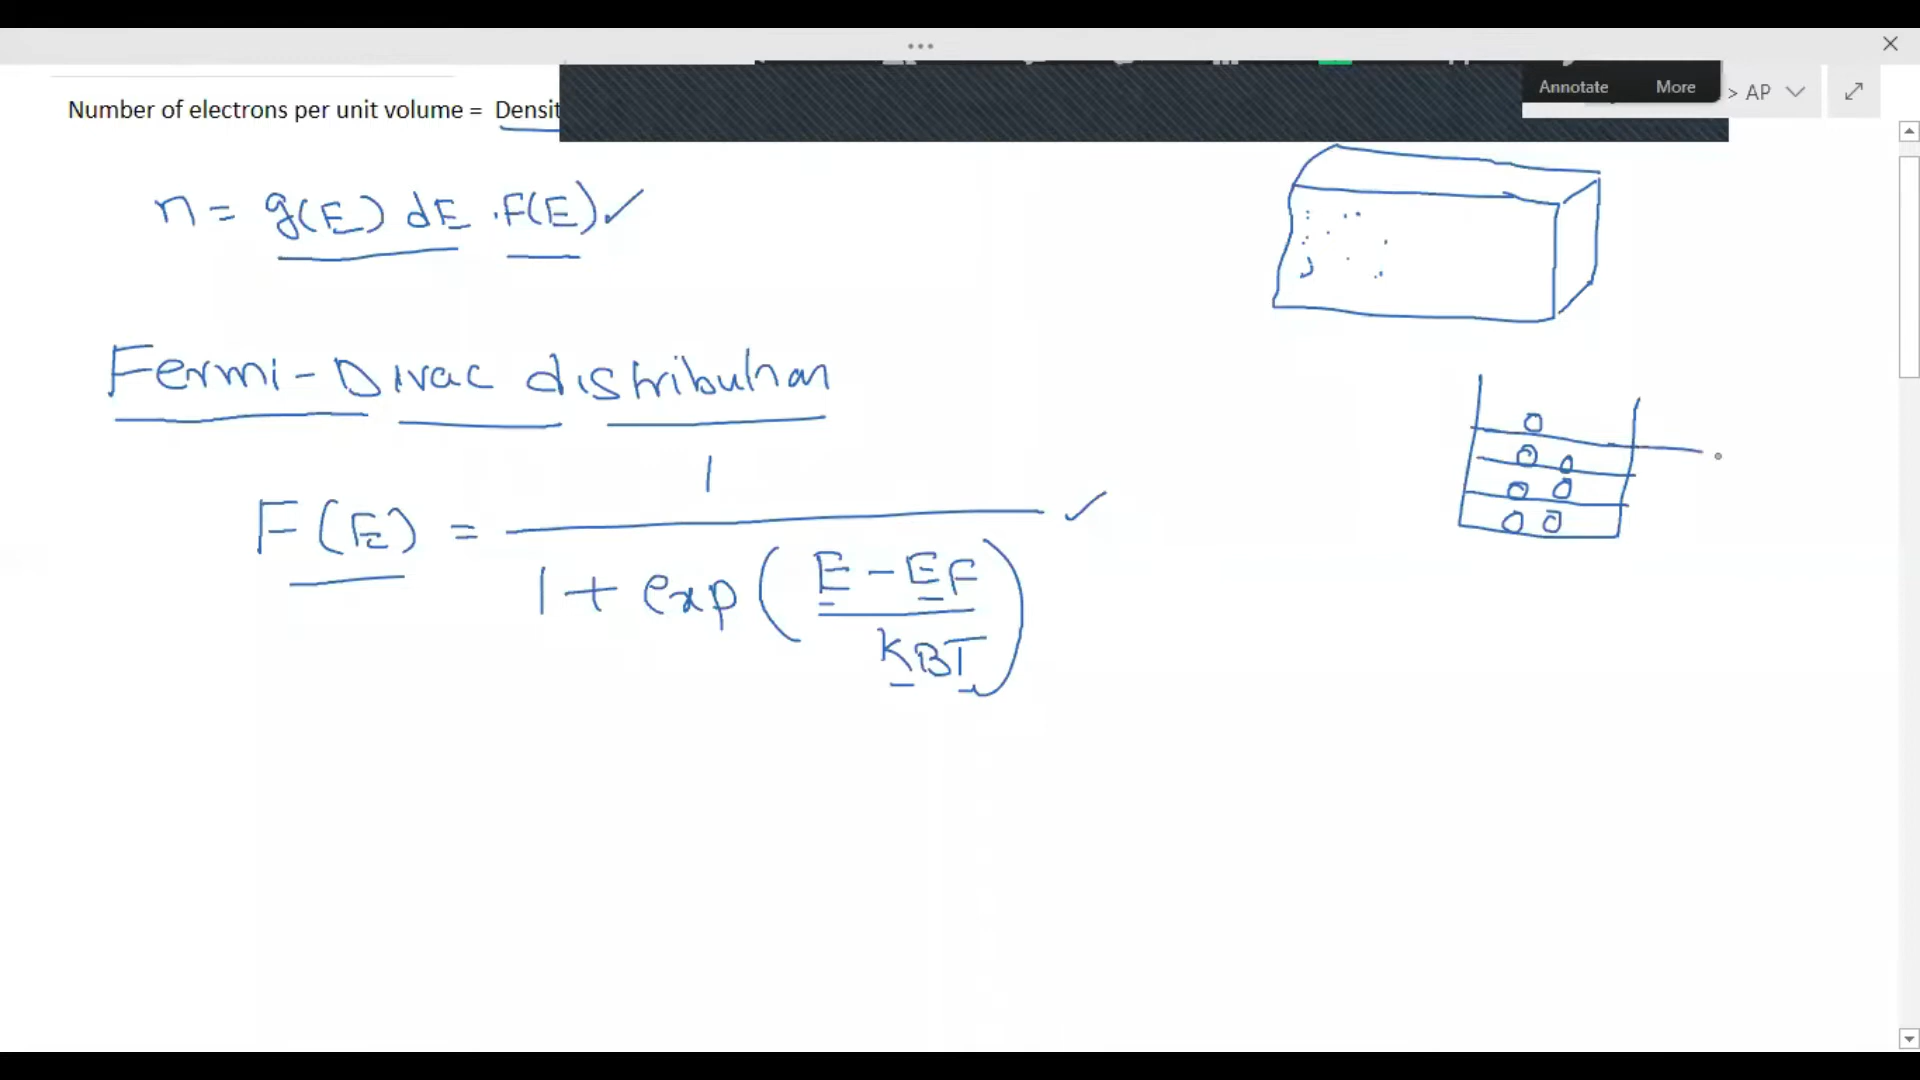 Annotate More
> AP
Number of electrons per unit volume = Densit
n = g(E) dE .F(E) ✓
Fermi-Dirac distribution
F(E) = 1 / 1 + exp(E - EF / KBT) ✓